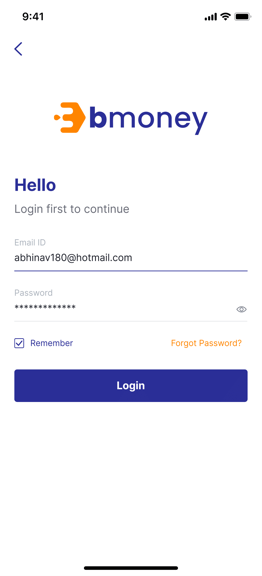 9:41
bmoney
Hello
Login first to continue
Email ID
abhinav180@hotmail.com
Password
*************
Remember
Forgot Password?
Login